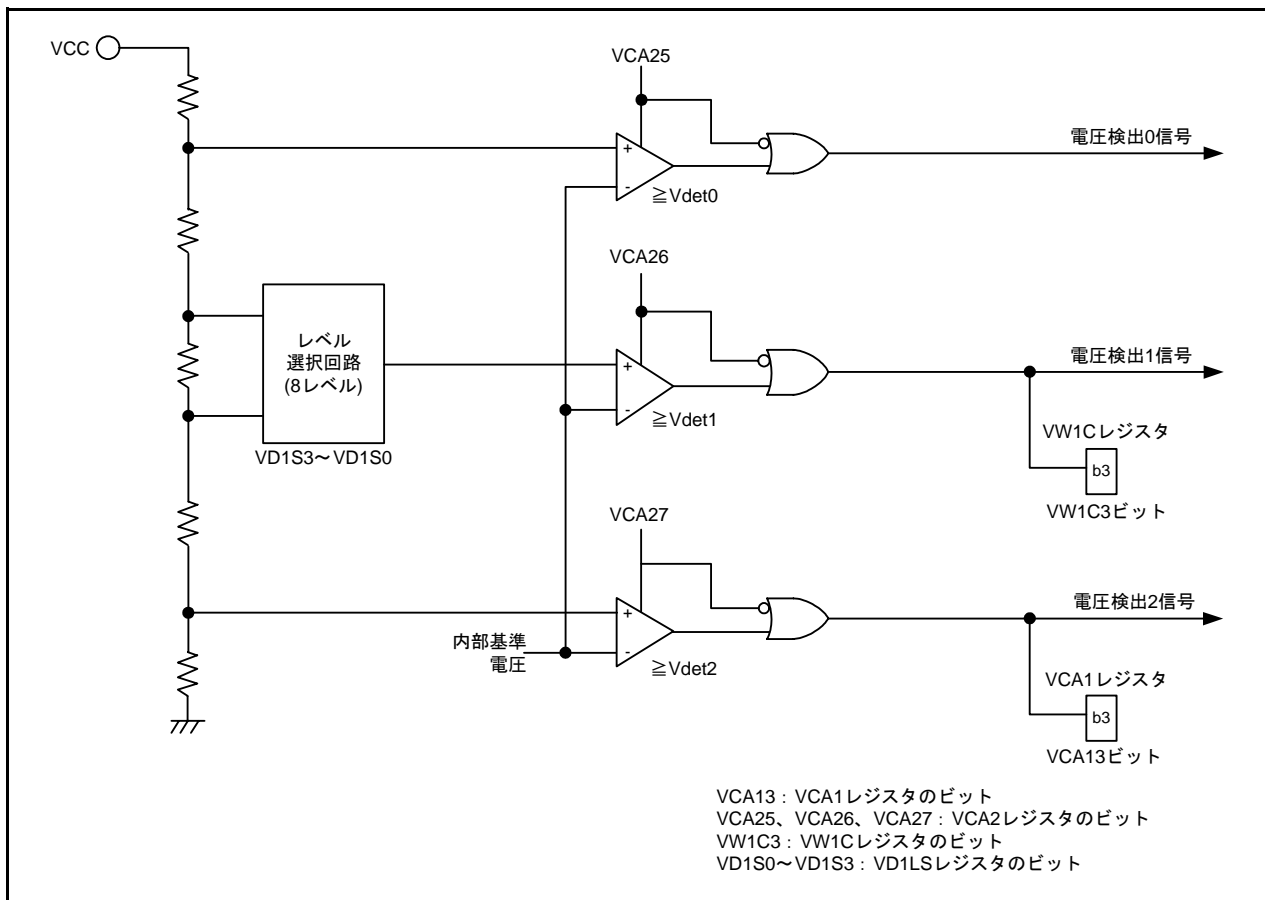 VCC
VCA25
+
-
≧Vdet0
電圧検出0信号
レベル
選択回路
(8レベル)
VD1S3～VD1S0
VCA26
+
-
≧Vdet1
電圧検出1信号
VW1Cレジスタ
b3
VW1C3ビット
VCA27
+
-
≧Vdet2
内部基準
電圧
電圧検出2信号
VCA1レジスタ
b3
VCA13ビット
VCA13：VCA1レジスタのビット
VCA25、VCA26、VCA27：VCA2レジスタのビット
VW1C3：VW1Cレジスタのビット
VD1S0～VD1S3：VD1LSレジスタのビット